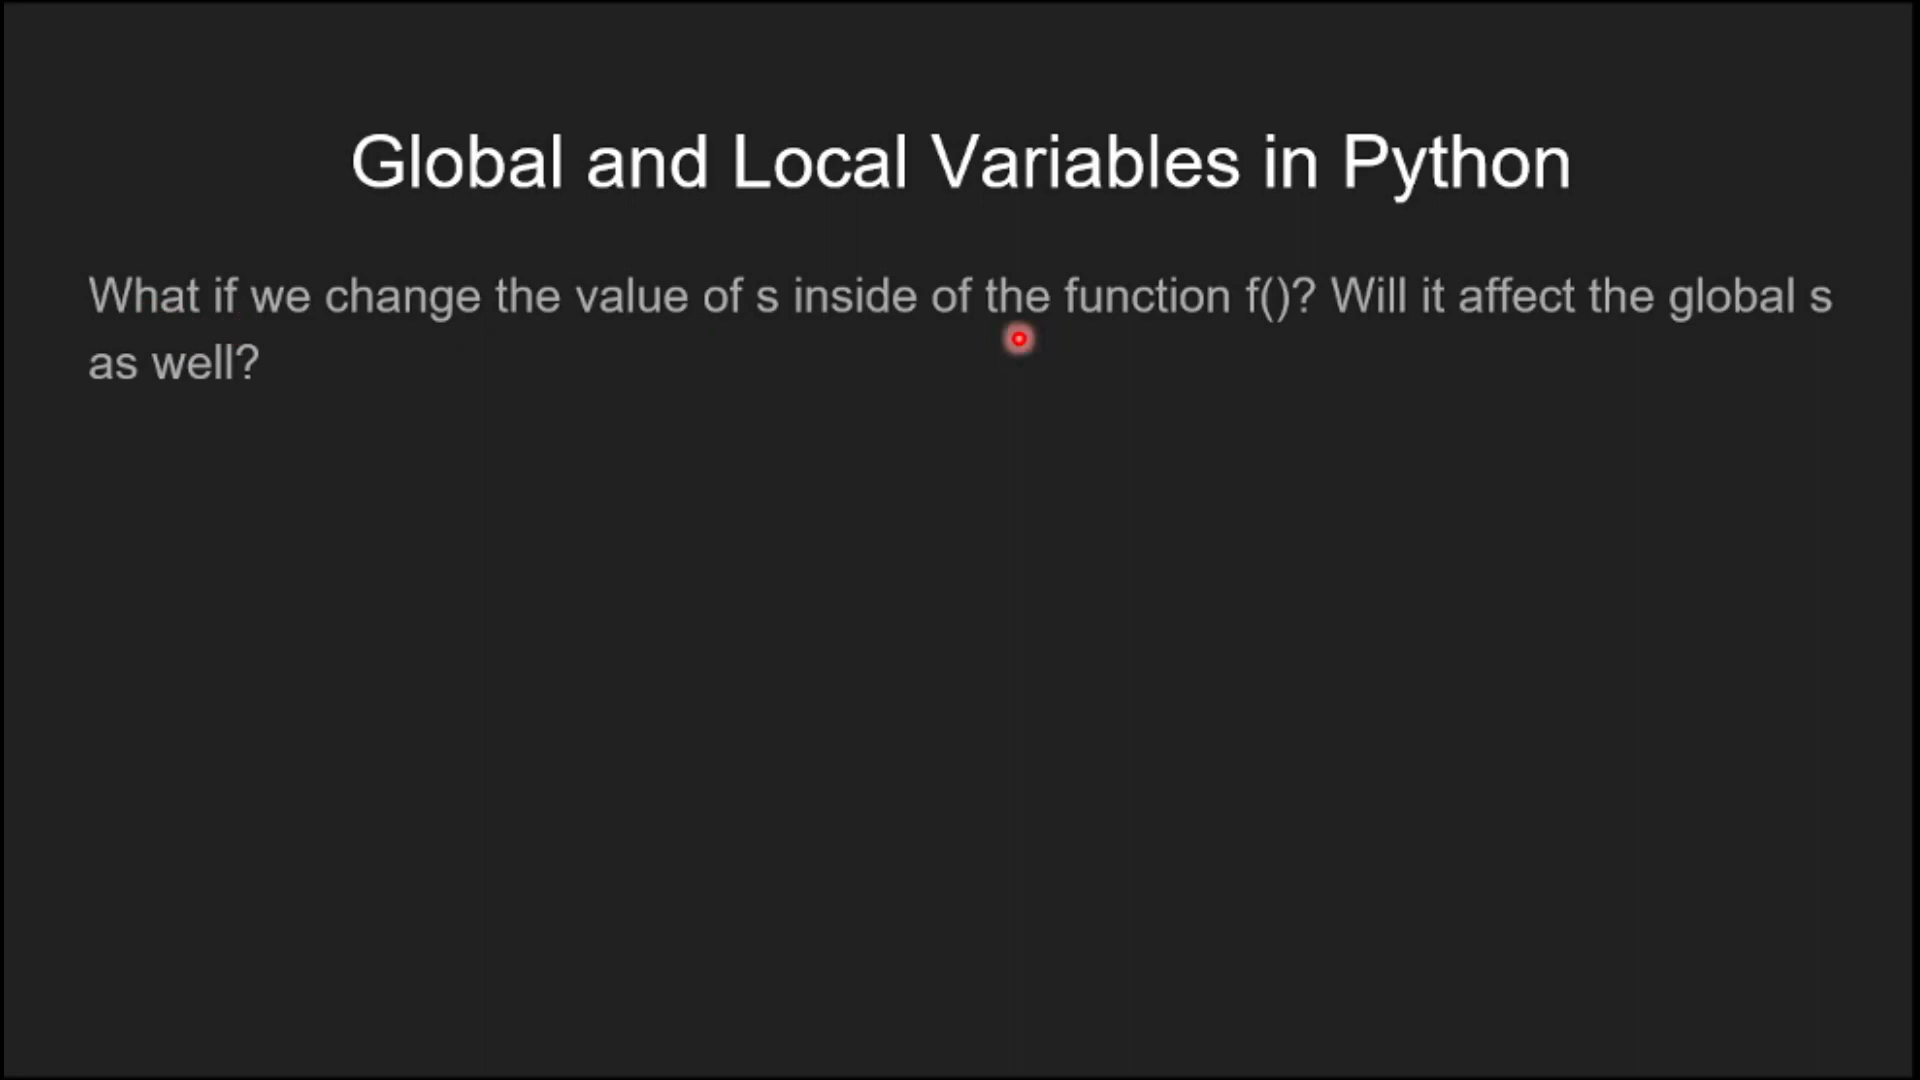 Global and Local Variables in Python
What if we change the value of s inside of the function f()? Will it affect the global s
as well?